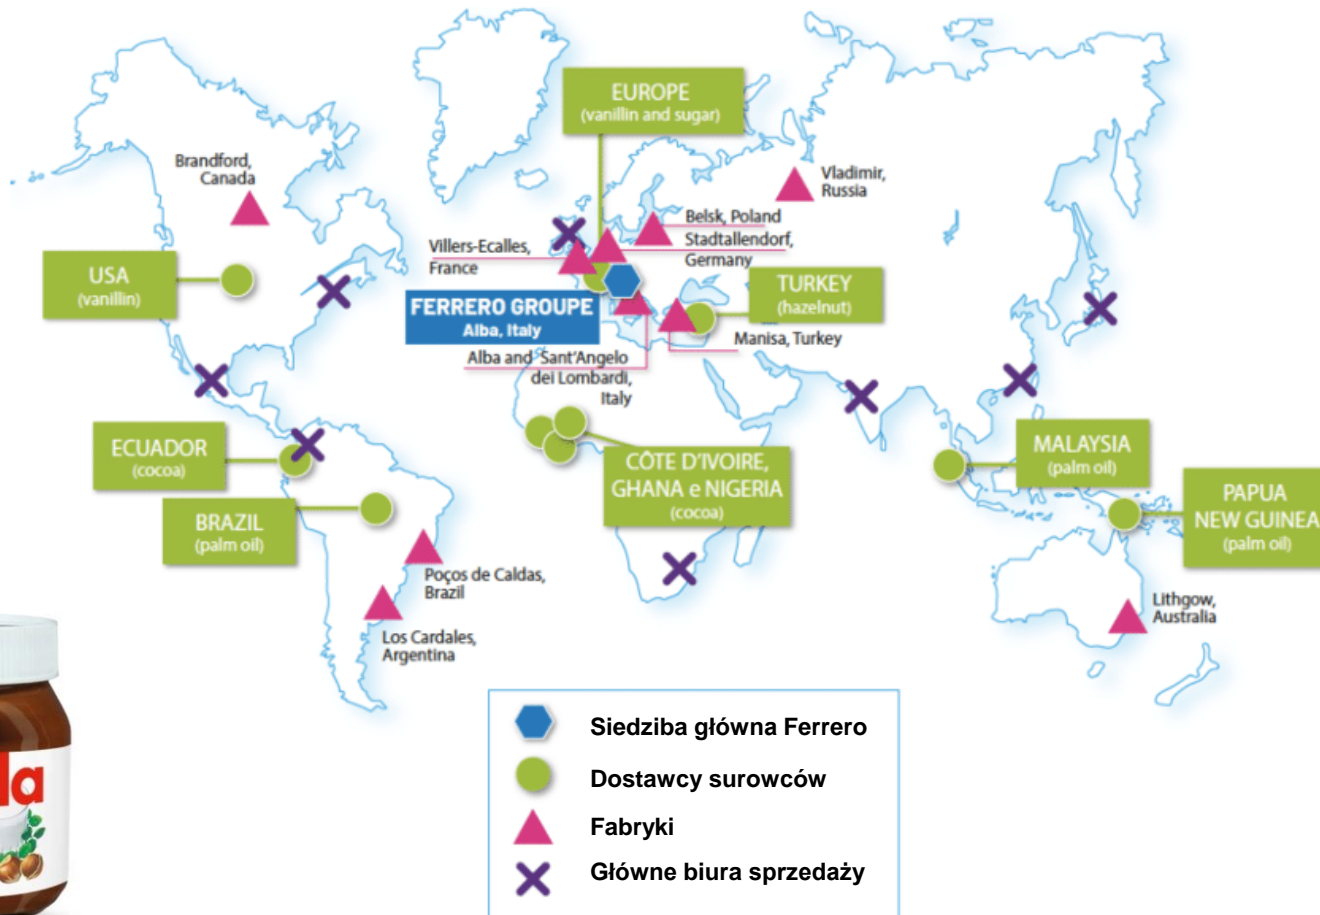 EUROPE
(vanillin and sugar)
Brandford,
Canada
Vladimir,
Russia
Belsk, Poland
Stadtallendorf,
Germany
Villers-Ecalles,
France
USA
(vanillin)
TURKEY
(hazelnut)
FERRERO GROUPE
Alba, Italy
Manisa, Turkey
Alba and Sant'Angelo
dei Lombardi,
Italy
ECUADOR
(cocoa)
CÔTE D'IVOIRE,
GHANA e NIGERIA
(cocoa)
MALAYSIA
(palm oil)
PAPUA
NEW GUINEA
(palm oil)
BRAZIL
(palm oil)
Poços de Caldas,
Brazil
Los Cardales,
Argentina
Lithgow,
Australia
la
Siedziba główna Ferrero
Dostawcy surowców
Fabryki
Główne biura sprzedaży